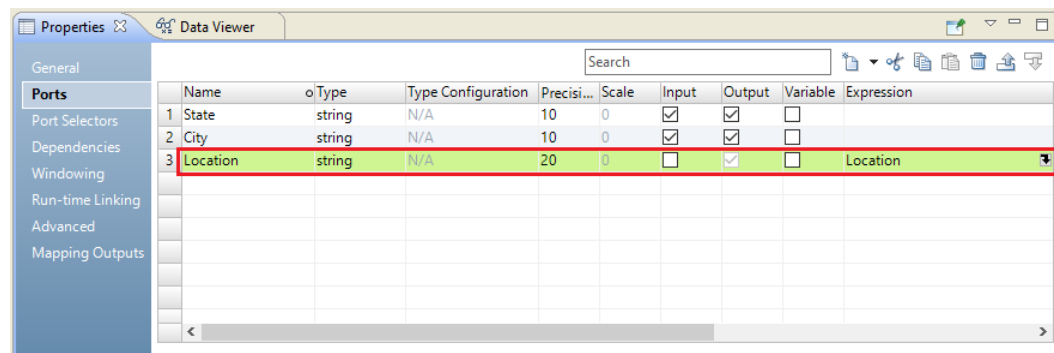 Properties Data Viewer
Search
General
Ports
Port Selectors
Dependencies
Windowing
Run-time Linking
Advanced
Mapping Outputs
Name Type Type Configuration Precisi... Scale Input Output Variable Expression
1 State string N/A 10 0
2 City string N/A 10 0
3 Location string N/A 20 0 Location